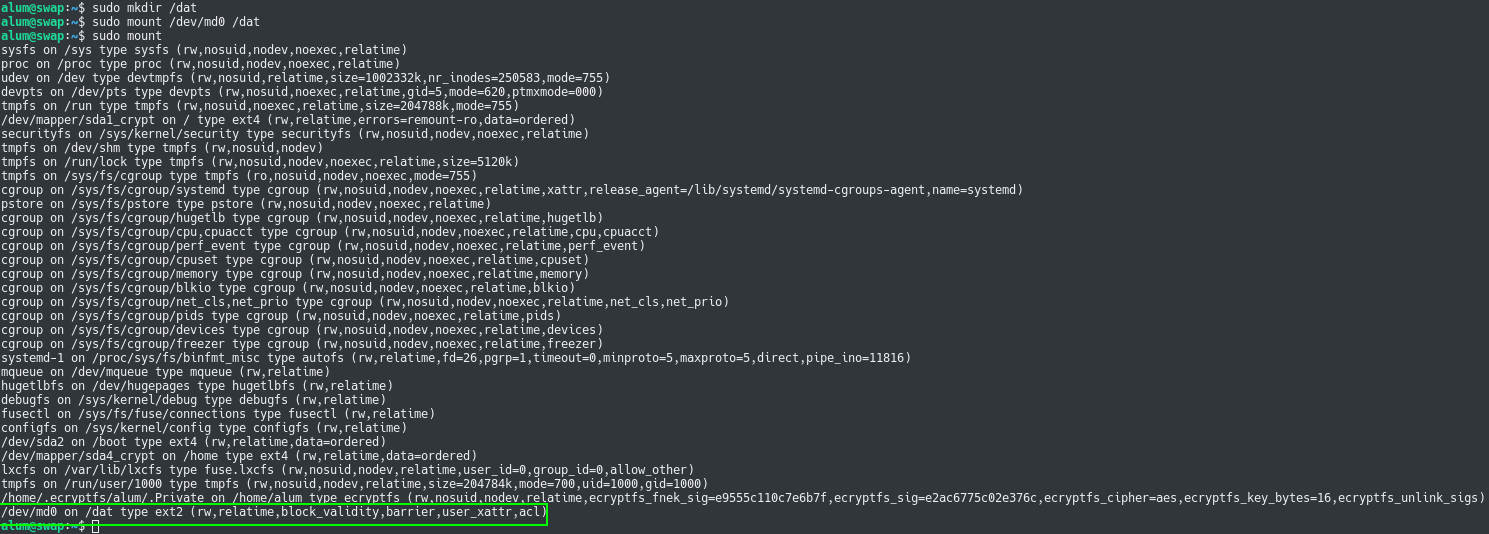 alum@swap:~$ sudo mkdir /dat
alum@swap:~$ sudo mount /dev/md0 /dat
alum@swap:~$ sudo mount
sysfs on /sys type sysfs (rw,nosuid,nodev,noexec,relatime)
proc on /proc type proc (rw,nosuid,nodev,noexec,relatime)
udev on /dev type devtmpfs (rw,nosuid,relatime,size=1002332k,nr_inodes=250583,mode=755)
devpts on /dev/pts type devpts (rw,nosuid,noexec,relatime,gid=5,mode=620,ptmxmode=000)
tmpfs on /run type tmpfs (rw,nosuid,noexec,relatime,size=204788k,mode=755)
/dev/mapper/sda1_crypt on / type ext4 (rw,relatime,errors=remount-ro,data=ordered)
securityfs on /sys/kernel/security type securityfs (rw,nosuid,nodev,noexec,relatime)
tmpfs on /dev/shm type tmpfs (rw,nosuid,nodev)
tmpfs on /run/lock type tmpfs (rw,nosuid,nodev,noexec,relatime,size=5120k)
tmpfs on /sys/fs/cgroup type tmpfs (ro,nosuid,nodev,noexec,mode=755)
cgroup on /sys/fs/cgroup/systemd type cgroup (rw,nosuid,nodev,noexec,relatime,xattr,release_agent=/lib/systemd/systemd-cgroups-agent,name=systemd)
pstore on /sys/fs/pstore type pstore (rw,nosuid,nodev,noexec,relatime)
cgroup on /sys/fs/cgroup/hugetlb type cgroup (rw,nosuid,nodev,noexec,relatime,hugetlb)
cgroup on /sys/fs/cgroup/cpu,cpuacct type cgroup (rw,nosuid,nodev,noexec,relatime,cpu,cpuacct)
cgroup on /sys/fs/cgroup/perf_event type cgroup (rw,nosuid,nodev,noexec,relatime,perf_event)
cgroup on /sys/fs/cgroup/cpuset type cgroup (rw,nosuid,nodev,noexec,relatime,cpuset)
cgroup on /sys/fs/cgroup/memory type cgroup (rw,nosuid,nodev,noexec,relatime,memory)
cgroup on /sys/fs/cgroup/blkio type cgroup (rw,nosuid,nodev,noexec,relatime,blkio)
cgroup on /sys/fs/cgroup/net_cls,net_prio type cgroup (rw,nosuid,nodev,noexec,relatime,net_cls,net_prio)
cgroup on /sys/fs/cgroup/pids type cgroup (rw,nosuid,nodev,noexec,relatime,pids)
cgroup on /sys/fs/cgroup/devices type cgroup (rw,nosuid,nodev,noexec,relatime,devices)
cgroup on /sys/fs/cgroup/freezer type cgroup (rw,nosuid,nodev,noexec,relatime,freezer)
systemd-1 on /proc/sys/fs/binfmt_misc type autofs (rw,relatime,fd=26,pgrp=1,timeout=0,minproto=5,maxproto=5,direct,pipe_ino=11816)
mqueue on /dev/mqueue type mqueue (rw,relatime)
hugetlbfs on /dev/hugepages type hugetlbfs (rw,relatime)
debugfs on /sys/kernel/debug type debugfs (rw,relatime)
fusectl on /sys/fs/fuse/connections type fusectl (rw,relatime)
configfs on /sys/kernel/config type configfs (rw,relatime)
/dev/sda2 on /boot type ext4 (rw,relatime,data=ordered)
/dev/mapper/sda4_crypt on /home type ext4 (rw,relatime,data=ordered)
lxcfs on /var/lib/lxcfs type fuse.lxcfs (rw,nosuid,nodev,relatime,user_id=0,group_id=0,allow_other)
tmpfs on /run/user/1000 type tmpfs (rw,nosuid,nodev,relatime,size=204784k,mode=700,uid=1000,gid=1000)
/home/.ecryptfs/alum/.Private on /home/alum type ecryptfs (rw,nosuid,nodev,relatime,ecryptfs_fnek_sig=e9555c110c7e6b7f,ecryptfs_sig=e2ac6775c02e376c,ecryptfs_cipher=aes,ecryptfs_key_bytes=16,ecryptfs_unlink_sigs)
/dev/md0 on /dat type ext2 (rw,relatime,block_validity,barrier,user_xattr,acl)
alum@swap:~$